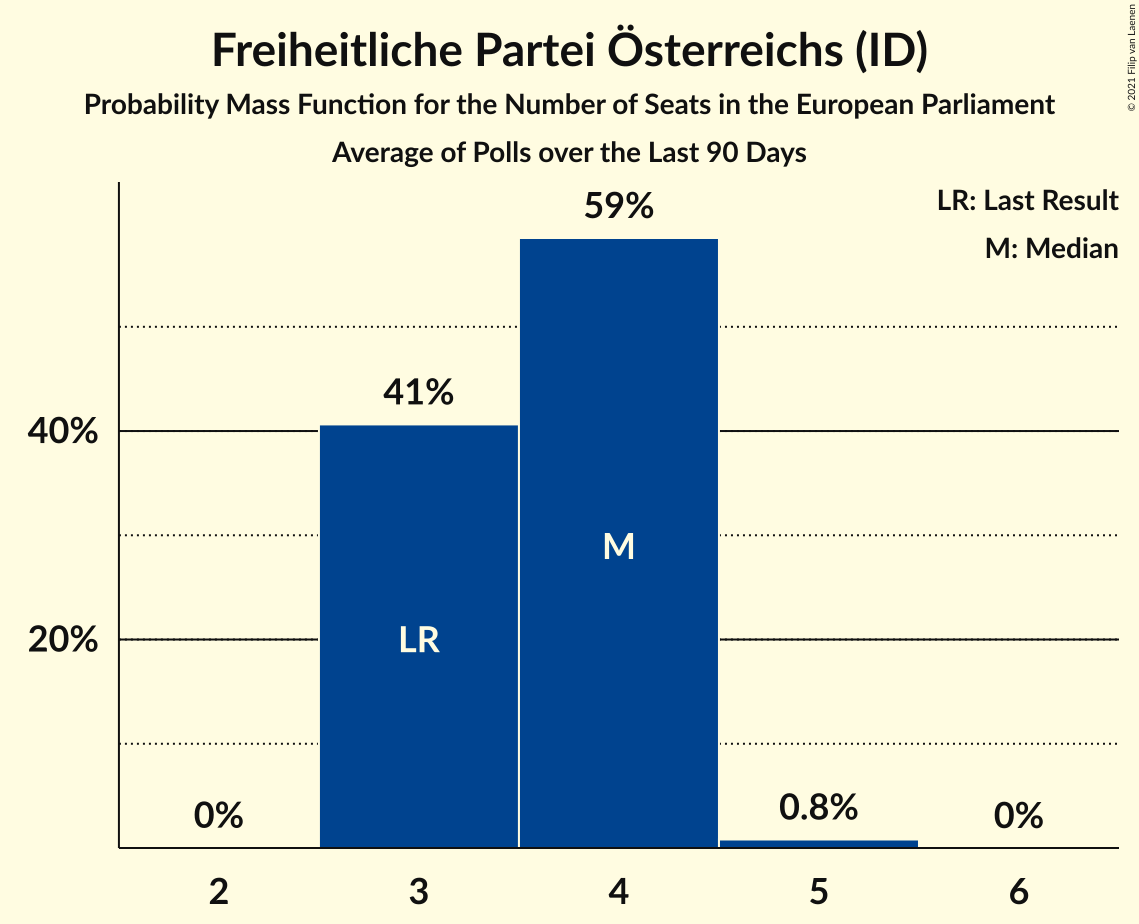 Freiheitliche Partei Österreichs (ID)
Probability Mass Function for the Number of Seats in the European Parliament
Average of Polls over the Last 90 Days
© 2021 Filip van Laenen
LR: Last Result
M: Median
59%
41%
40%
M
20%
LR
0%
0.8%
0%
2
3
4
5
6